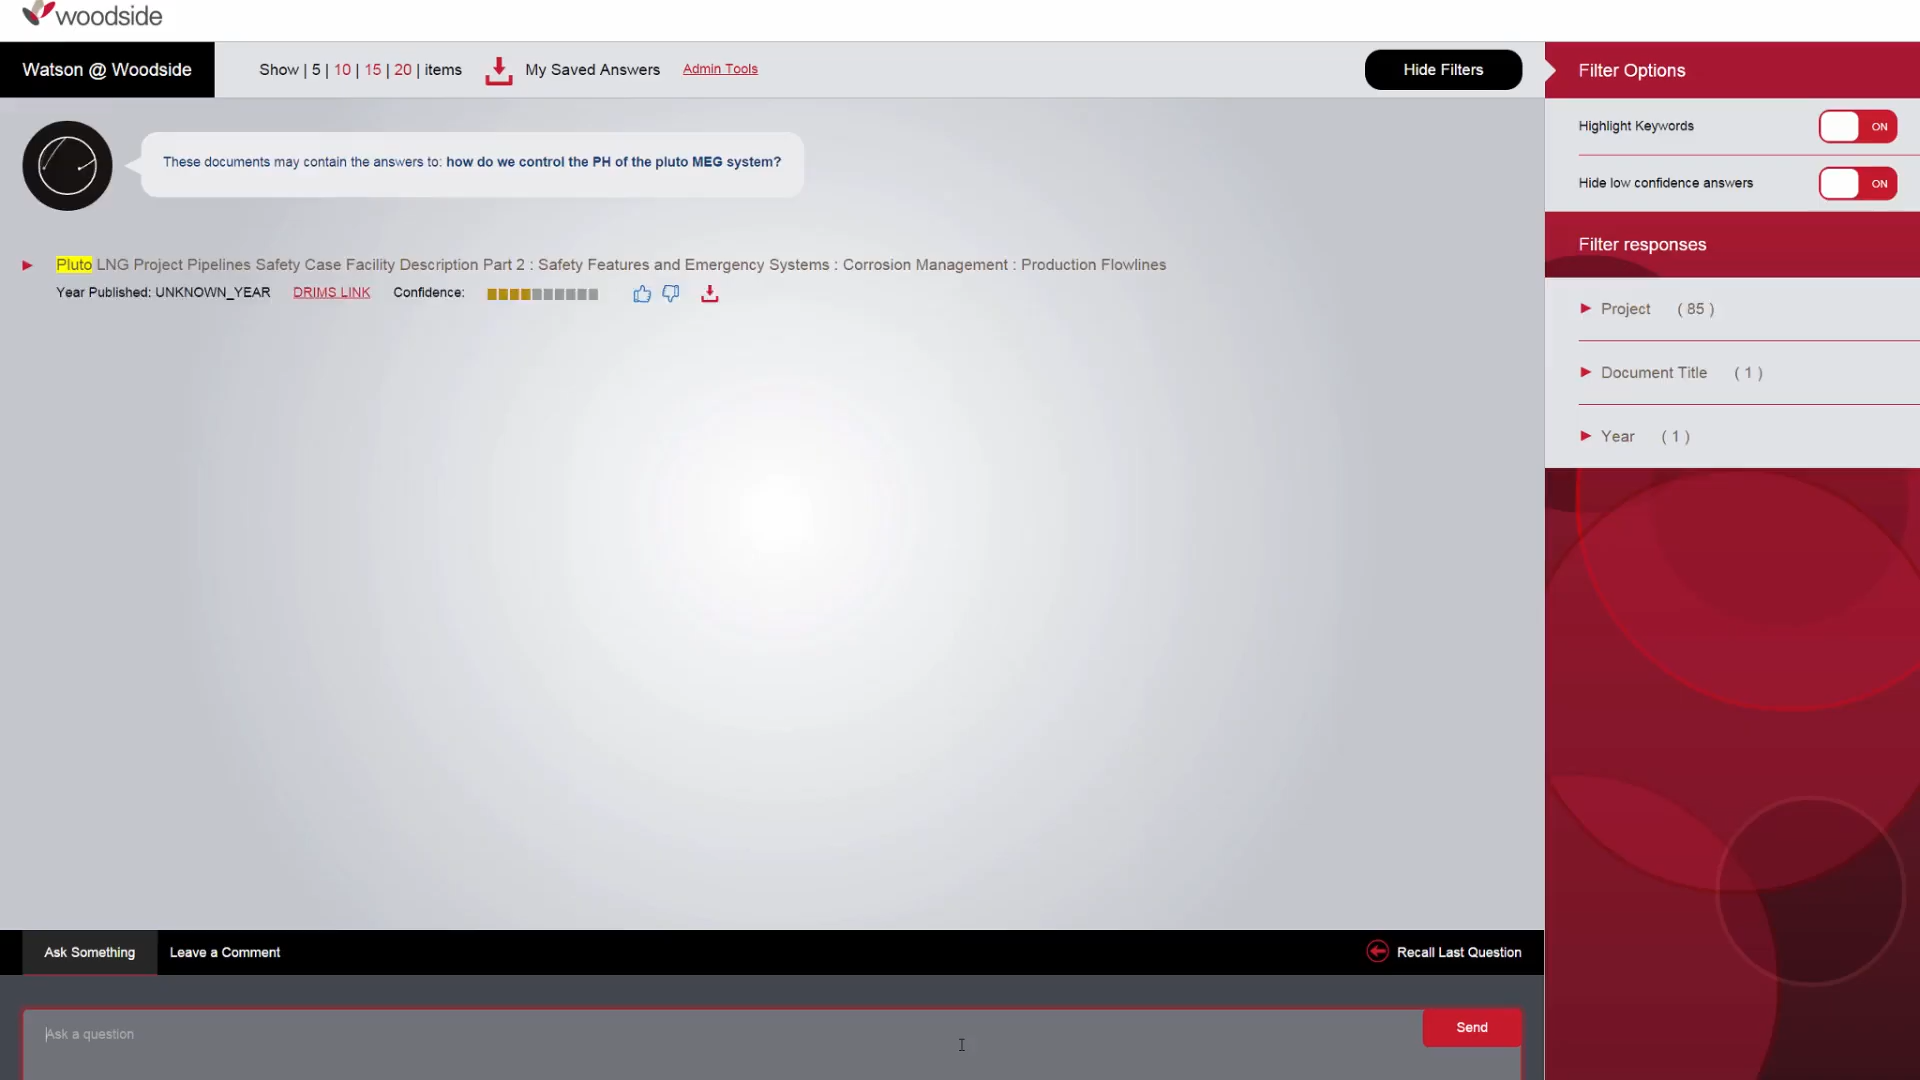 woodside
Watson @ Woodside
Show | 5 | 10 | 15 | 20 | items
My Saved Answers
Admin Tools
Hide Filters
Filter Options
Highlight Keywords
ON
Hide low confidence answers
ON
These documents may contain the answers to: how do we control the PH of the pluto MEG system?
Pluto LNG Project Pipelines Safety Case Facility Description Part 2 : Safety Features and Emergency Systems : Corrosion Management : Production Flowlines
Year Published: UNKNOWN_YEAR
DRIMS LINK
Confidence:
Filter responses
Project ( 85 )
Document Title ( 1 )
Year ( 1 )
Ask Something
Leave a Comment
Recall Last Question
Ask a question
Send